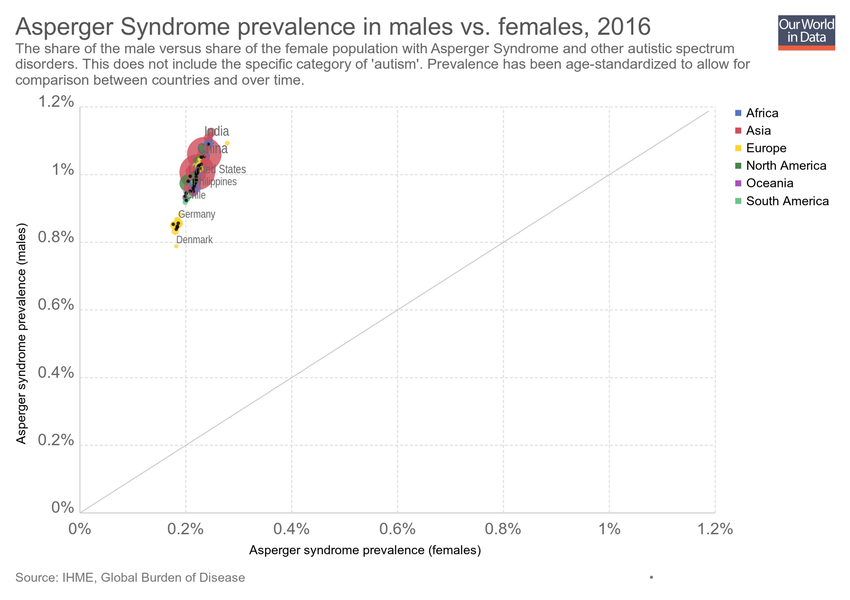 Asperger Syndrome prevalence in males vs. females, 2016
Our World
in Data
The share of the male versus share of the female population with Asperger Syndrome and other autistic spectrum
disorders. This does not include the specific category of 'autism'. Prevalence has been age-standardized to allow for
comparison between countries and over time.
1.2%
1%
0.8%
0.6%
0.4%
0.2%
0%
Asperger syndrome prevalence (males)
India
China
United States
Philippines
Chile
Germany
Denmark
Africa
Asia
Europe
North America
Oceania
South America
0%
0.2%
0.4%
0.6%
0.8%
1%
1.2%
Asperger syndrome prevalence (females)
Source: IHME, Global Burden of Disease